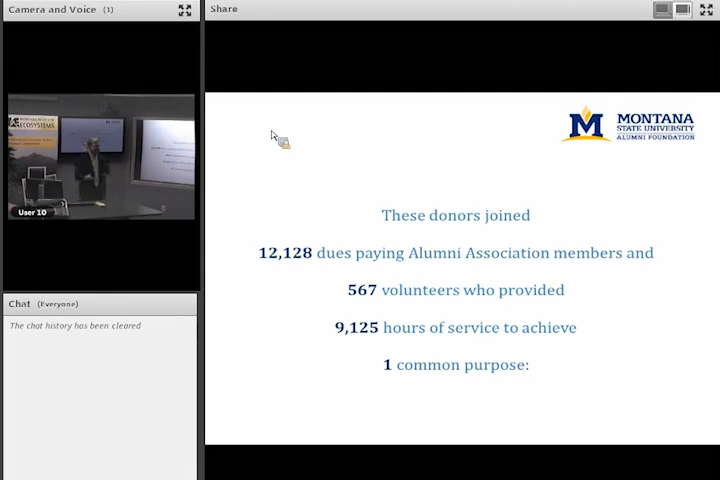 Camera and Voice (1)
Share
ECOSYSTEMS
User 10
Chat (Everyone)
The chat history has been cleared
MONTANA
STATE UNIVERSITY
ALUMNI FOUNDATION
These donors joined
12,128 dues paying Alumni Association members and
567 volunteers who provided
9,125 hours of service to achieve
1 common purpose: